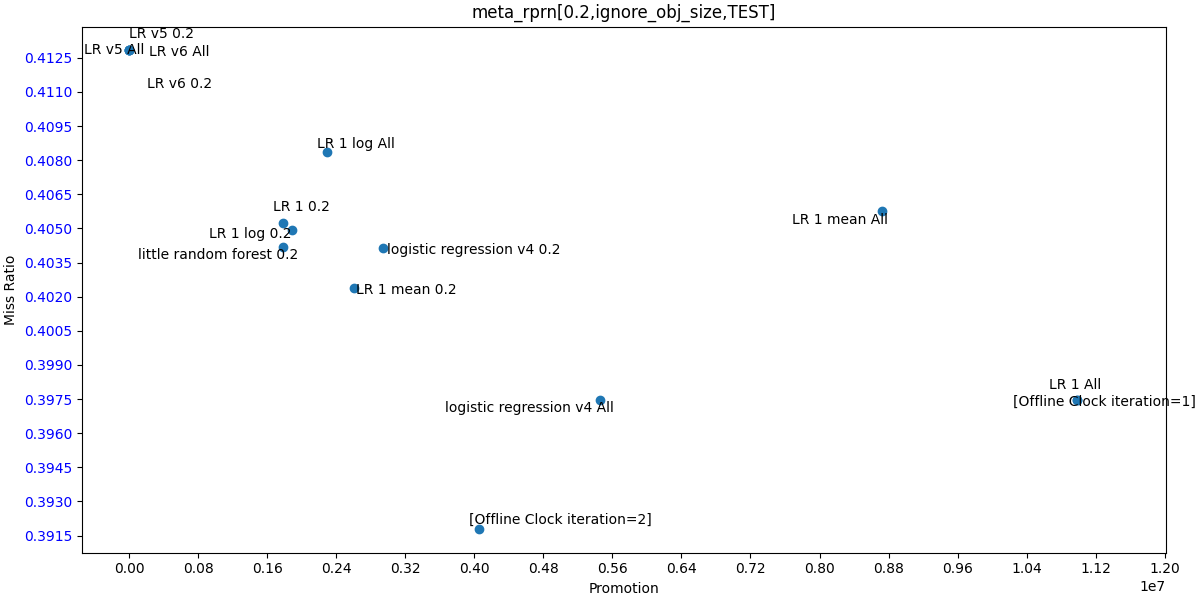 meta_rprn[0.2,ignore_obj_size,TEST]
LR v5 0.2
LR v5 All
LR v6 All
LR v6 0.2
LR 1 log All
LR 1 0.2
LR 1 mean All
LR 1 log 0.2
logistic regression v4 0.2
little random forest 0.2
LR 1 mean 0.2
LR 1 All
[Offline Clock iteration=1]
logistic regression v4 All
[Offline Clock iteration=2]
Miss Ratio
0.4125
0.4110
0.4095
0.4080
0.4065
0.4050
0.4035
0.4020
0.4005
0.3990
0.3975
0.3960
0.3945
0.3930
0.3915
0.00 0.08 0.16 0.24 0.32 0.40 0.48 0.56 0.64 0.72 0.80 0.88 0.96 1.04 1.12 1.20
1e7
Promotion